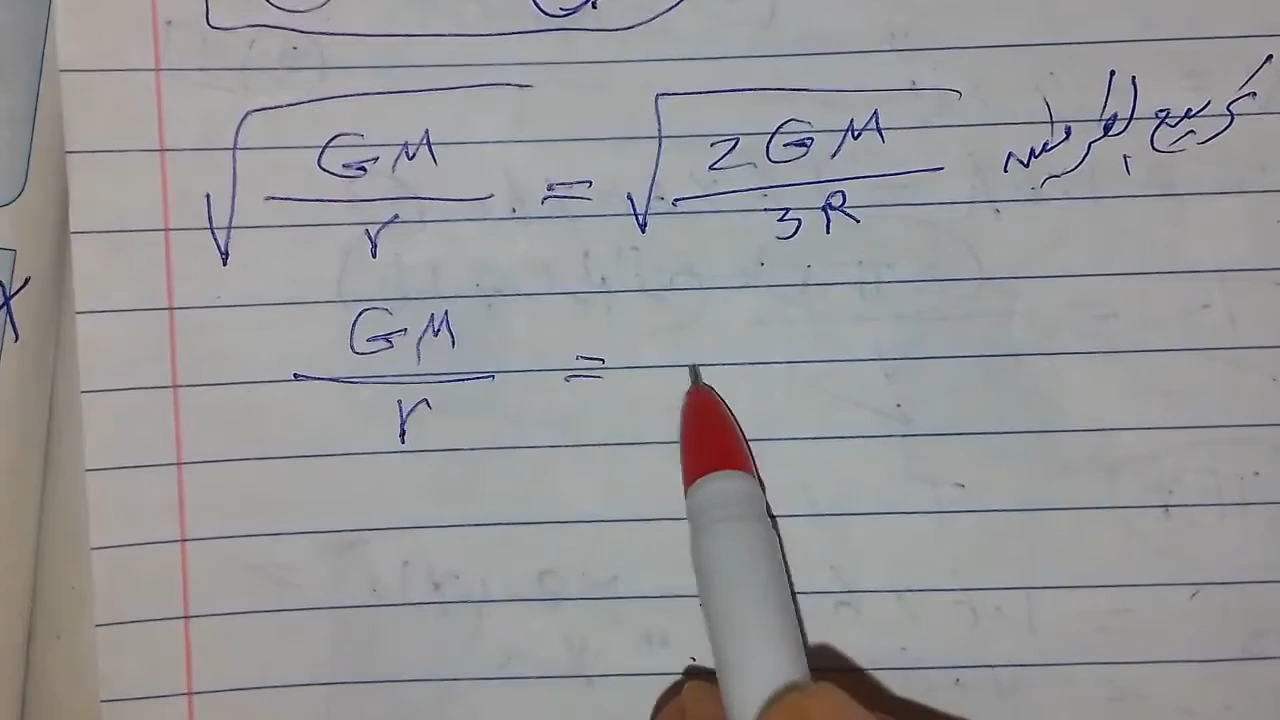 √(GM/r) = √(2GM/3R) تربيع الطرفين
GM/r =